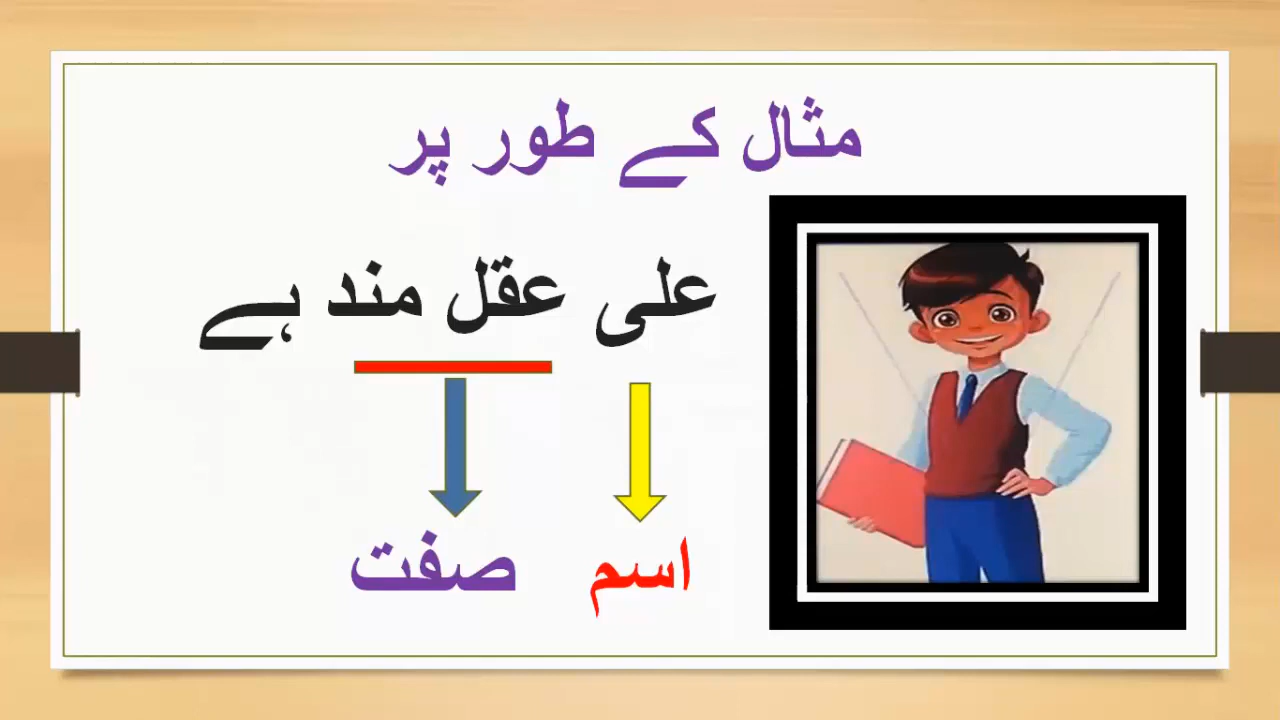 مثال کے طور پر
علی عقل مند ہے
اسم صفت